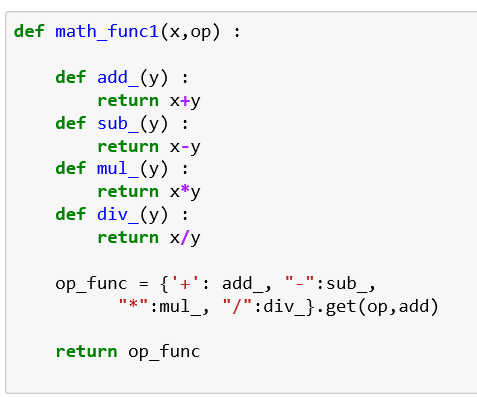 def math_func1(x,op) :
    def add_(y) :
        return x+y
    def sub_(y) :
        return x-y
    def mul_(y) :
        return x*y
    def div_(y) :
        return x/y
    op_func = {'+': add_, "-":sub_,
          "*":mul_, "/":div_}.get(op,add)
    return op_func